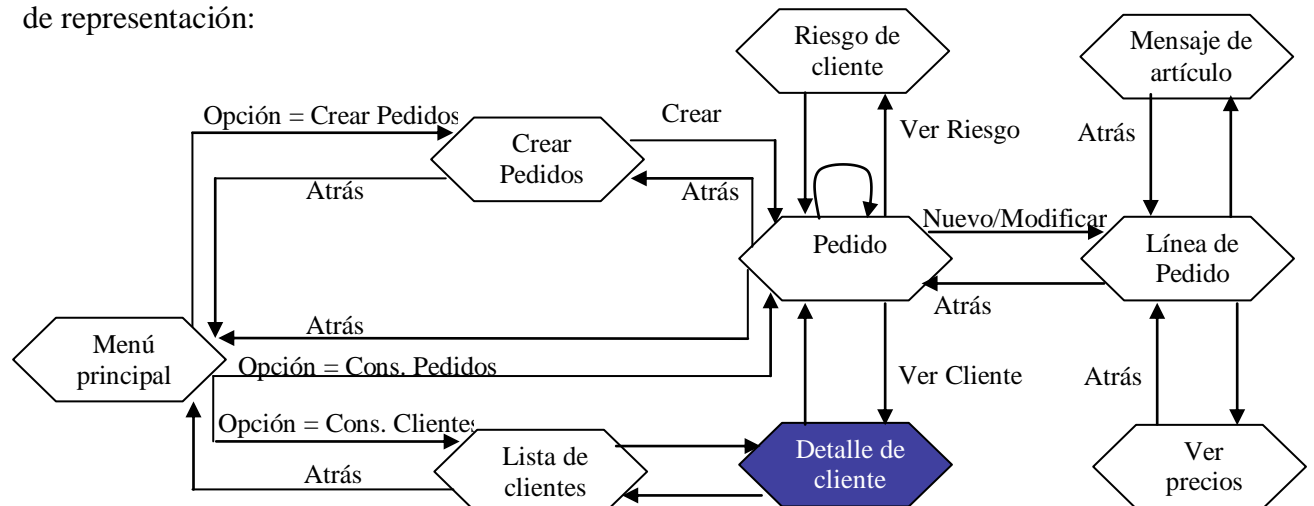 de representación:
Riesgo de
cliente
Mensaje de
artículo
Opción = Crear Pedidos
Crear
Ver Riesgo
Atrás
Crear
Pedidos
Atrás
Atrás
Nuevo/Modificar
Pedido
Línea de
Pedido
Atrás
Atrás
Menú
principal
Opción = Cons. Pedidos
Ver Cliente
Atrás
Opción = Cons. Clientes
Lista de
clientes
Atrás
Detalle de
cliente
Ver
precios